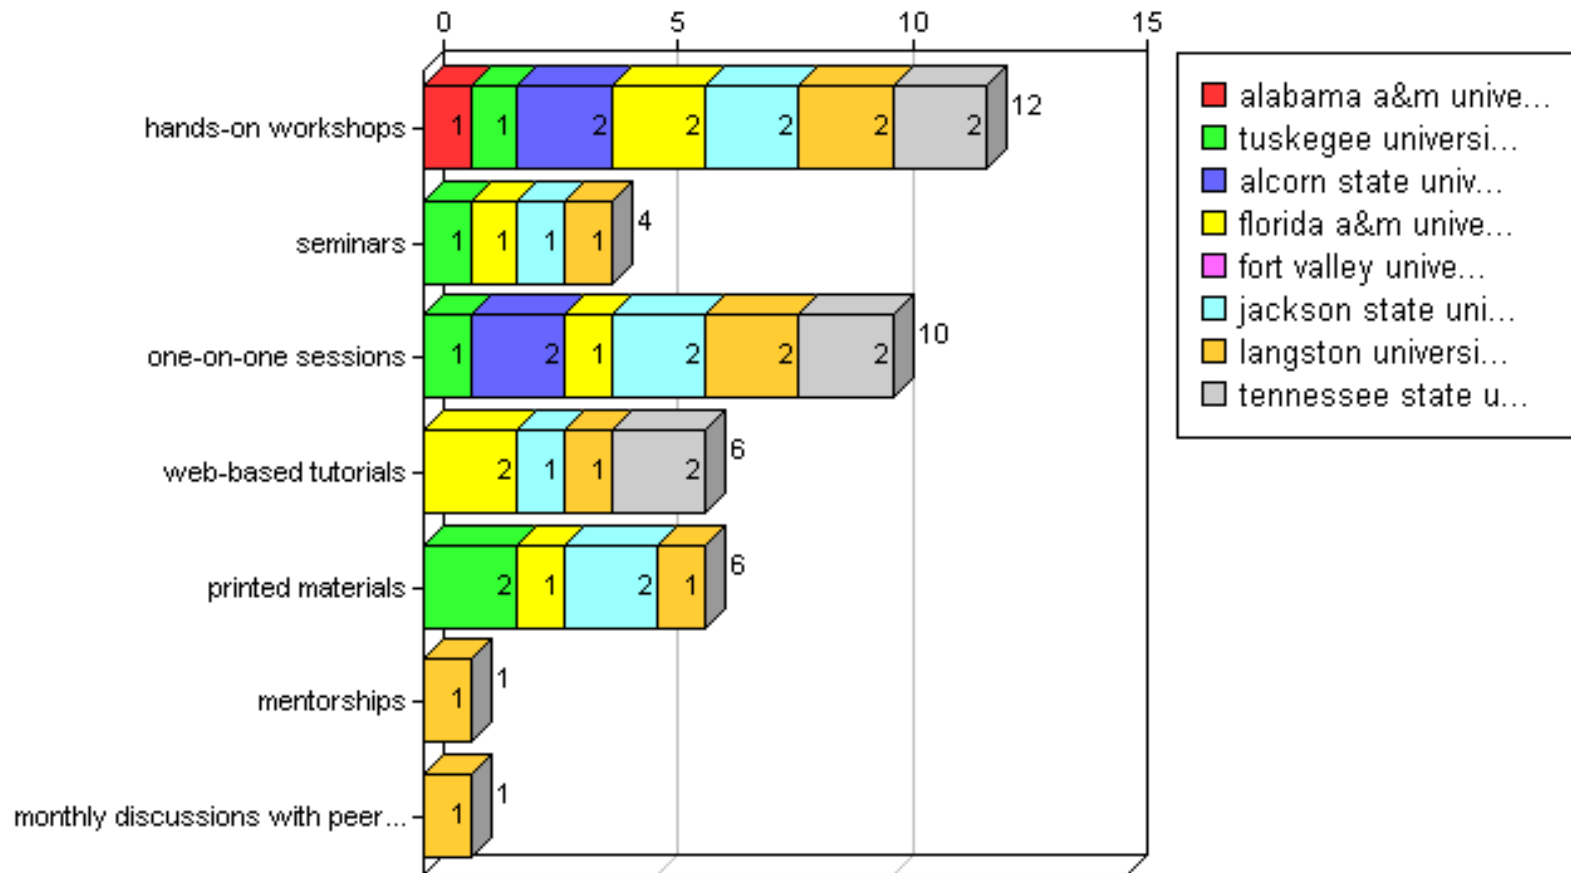 0 5 10 15
hands-on workshops 1 1 2 2 2 2 2 12
seminars 1 1 1 1 4
one-on-one sessions 1 2 1 2 2 2 10
web-based tutorials 2 1 1 2 6
printed materials 2 1 2 1 6
mentorships 1 1
monthly discussions with peer... 1 1
alabama a&m unive...
tuskegee universi...
alcorn state univ...
florida a&m unive...
fort valley unive...
jackson state uni...
langston universi...
tennessee state u...